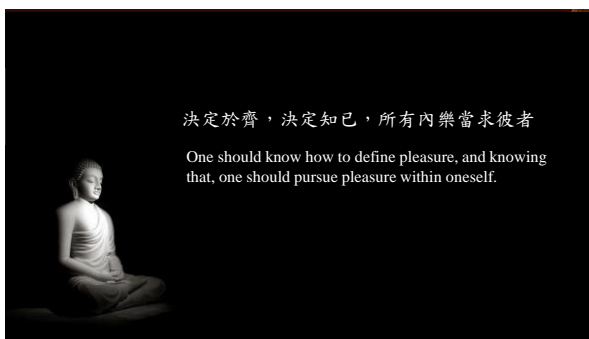 決定於齊，決定知已，所有內樂當求彼者
One should know how to define pleasure, and knowing
that, one should pursue pleasure within oneself.